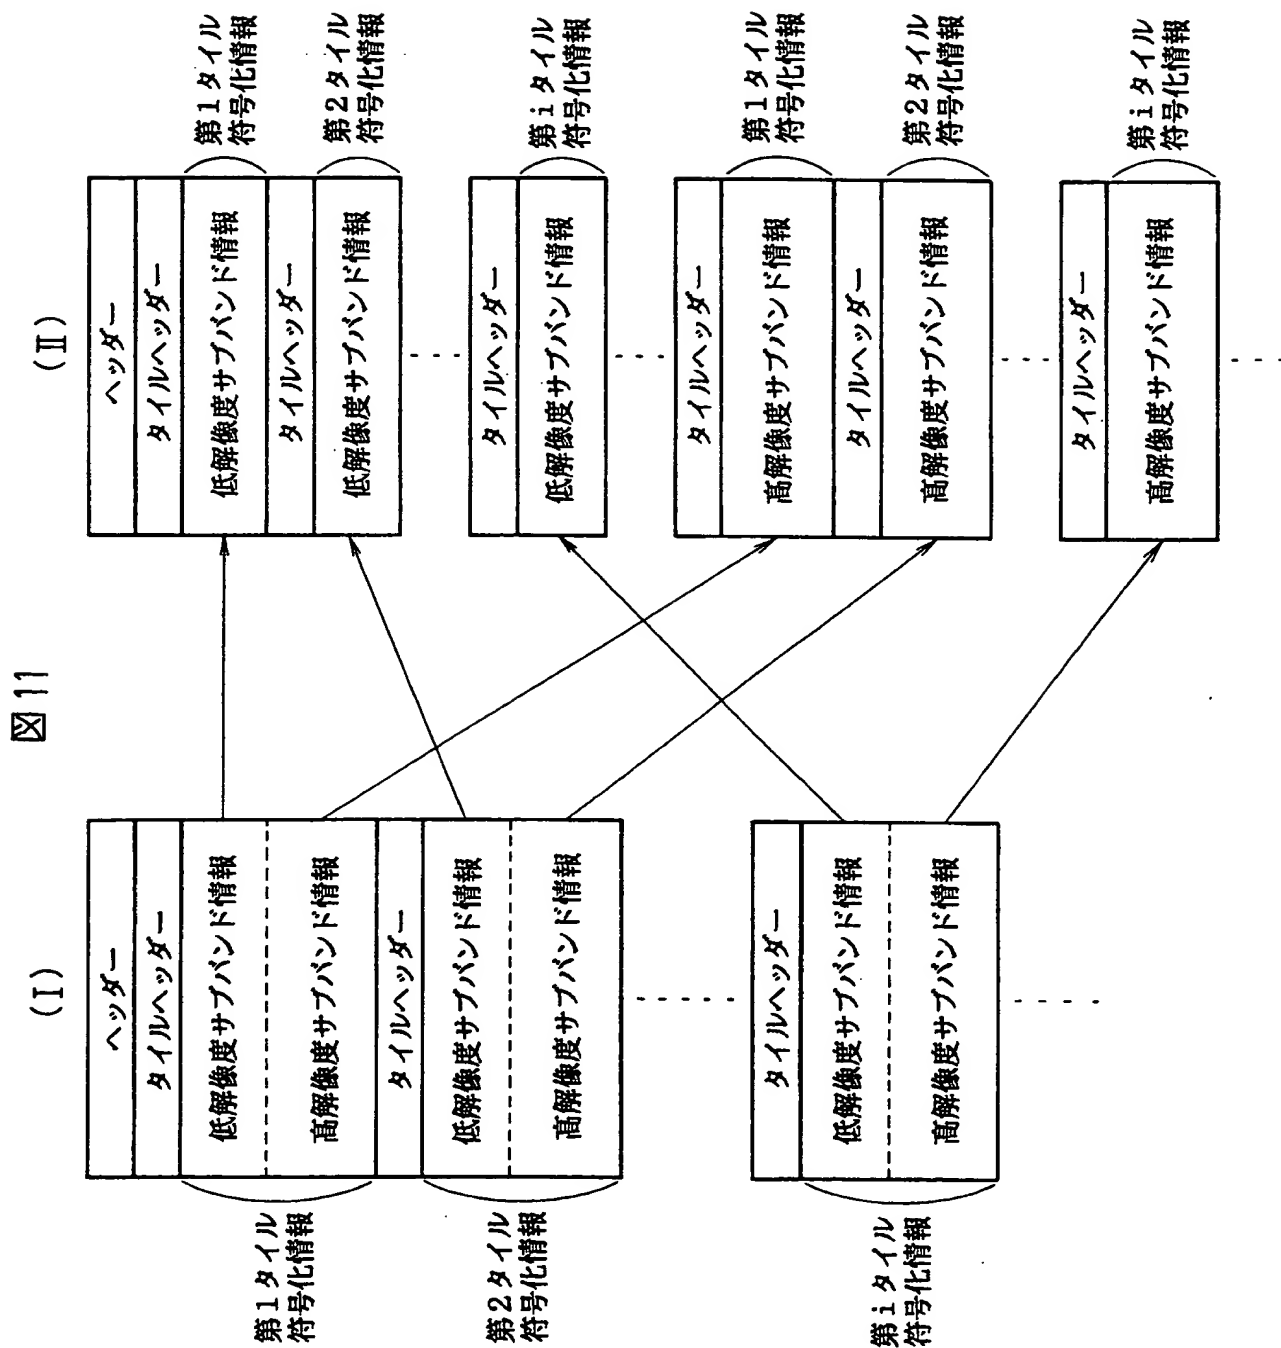 図11
(I)
ヘッダー
タイルヘッダー
低解像度サブバンド情報
高解像度サブバンド情報
タイルヘッダー
低解像度サブバンド情報
高解像度サブバンド情報
タイルヘッダー
低解像度サブバンド情報
高解像度サブバンド情報
第1タイル
符号化情報
第2タイル
符号化情報
第iタイル
符号化情報
(II)
ヘッダー
タイルヘッダー
低解像度サブバンド情報
タイルヘッダー
低解像度サブバンド情報
タイルヘッダー
低解像度サブバンド情報
タイルヘッダー
高解像度サブバンド情報
タイルヘッダー
高解像度サブバンド情報
タイルヘッダー
高解像度サブバンド情報
第1タイル
符号化情報
第2タイル
符号化情報
第iタイル
符号化情報
第1タイル
符号化情報
第2タイル
符号化情報
第iタイル
符号化情報